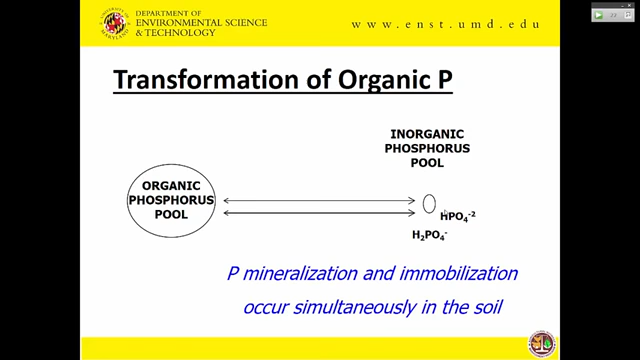 DEPARTMENT OF
ENVIRONMENTAL SCIENCE
& TECHNOLOGY
www.enst.umd.edu
Transformation of Organic P
INORGANIC
PHOSPHORUS
POOL
ORGANIC
PHOSPHORUS
POOL
HPO₄⁻²
H₂PO₄⁻
P mineralization and immobilization
occur simultaneously in the soil